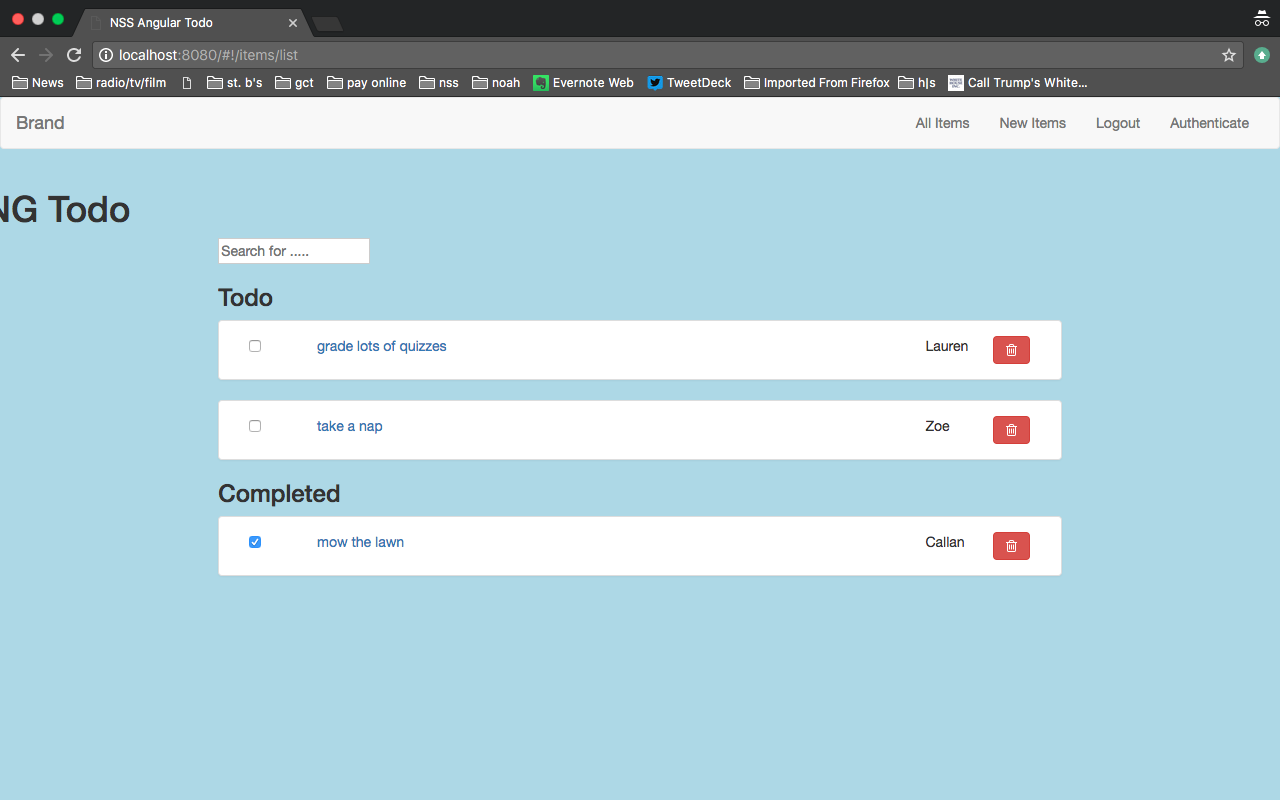 NSS Angular Todo
localhost:8080/#!/items/list
News radio/tv/film st. b's gct pay online nss noah Evernote Web TweetDeck Imported From Firefox h|s Call Trump's White...
Brand All Items New Items Logout Authenticate
NG Todo
Search for .....
Todo
grade lots of quizzes Lauren
take a nap Zoe
Completed
mow the lawn Callan